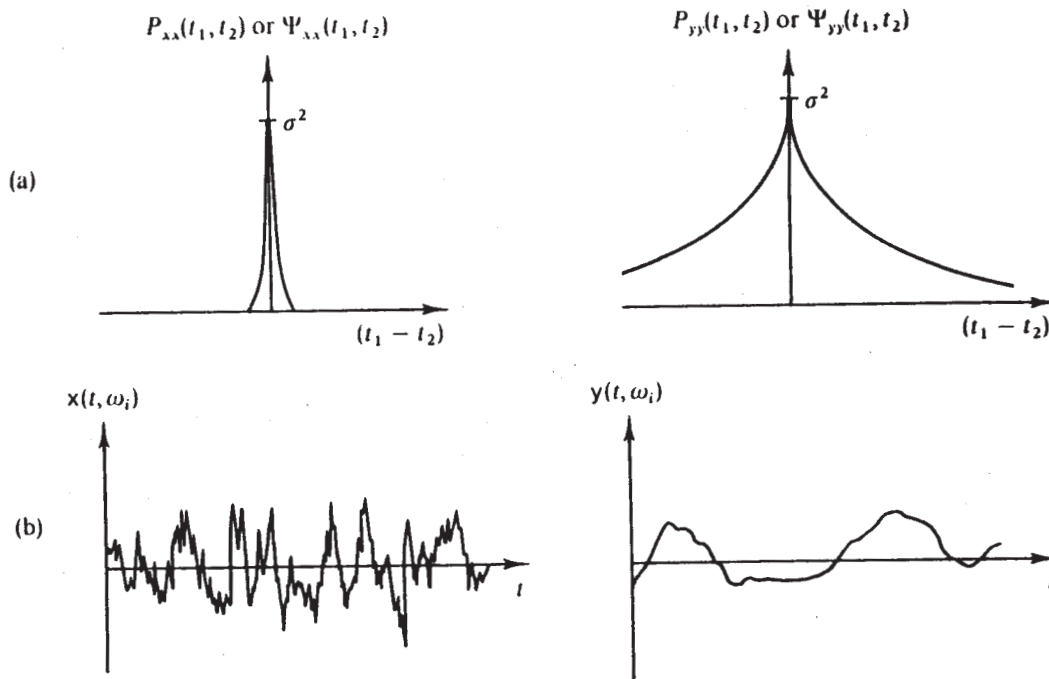 P_xx(t_1, t_2) or Ψ_xx(t_1, t_2)
σ^2
(a)
(t_1 − t_2)
P_yy(t_1, t_2) or Ψ_yy(t_1, t_2)
σ^2
(t_1 − t_2)
x(t, ω_i)
(b)
t
y(t, ω_i)